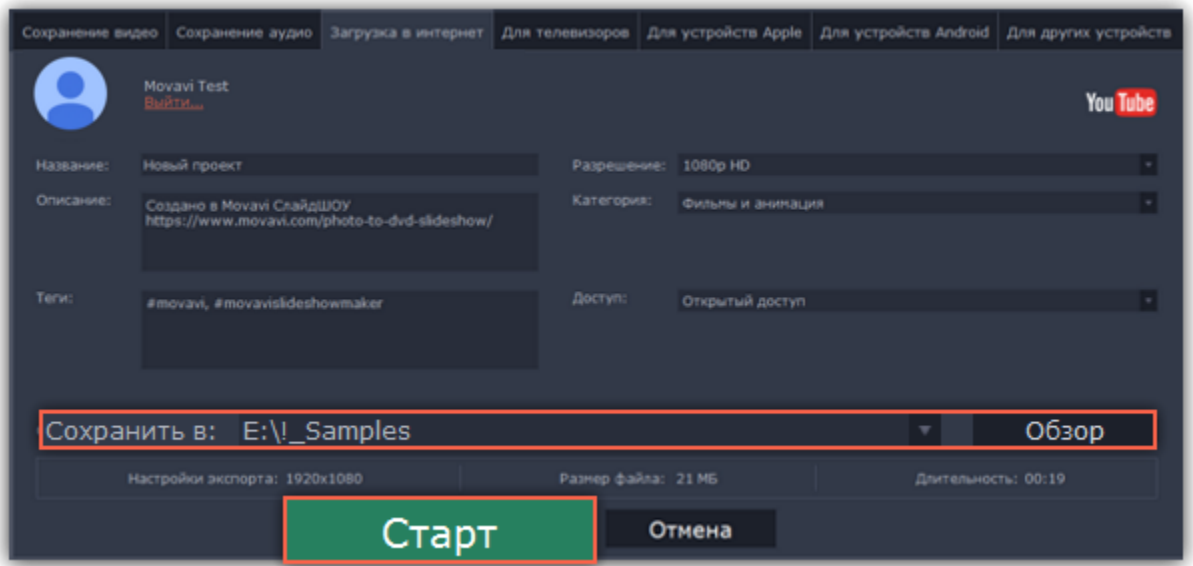 Сохранение видео Сохранение аудио Загрузка в интернет Для телевизоров Для устройств Apple Для устройств Android Для других устройств
Movavi Test
Выйти...
YouTube
Название: Новый проект
Разрешение: 1080p HD
Описание: Создано в Movavi СлайдШОУ
https://www.movavi.com/photo-to-dvd-slideshow/
Категория: Фильмы и анимация
Теги: #movavi, #movavislideshowmaker
Доступ: Открытый доступ
Сохранить в: E:\!_Samples Обзор
Настройки экспорта: 1920x1080 Размер файла: 21 МБ Длительность: 00:19
Старт Отмена